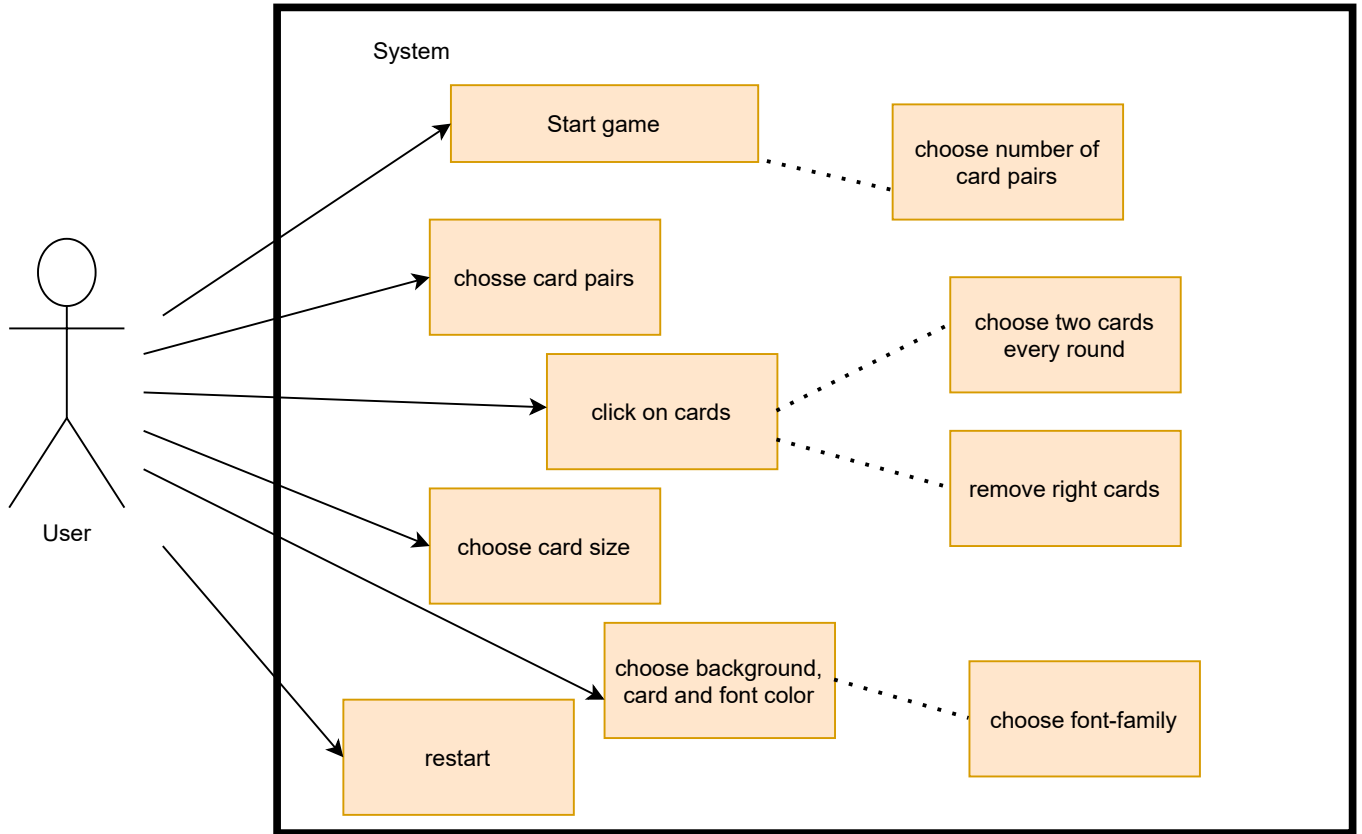 System
Start game
choose number of
card pairs
chosse card pairs
choose two cards
every round
click on cards
remove right cards
User
choose card size
choose background,
card and font color
choose font-family
restart